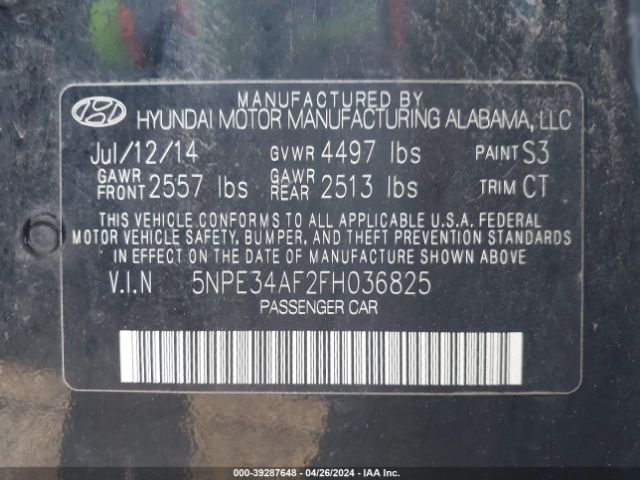 MANUFACTURED BY
HYUNDAI MOTOR MANUFACTURING ALABAMA, LLC
Jul/12/14 GVWR 4497 lbs PAINT S3
GAWR FRONT 2557 lbs GAWR REAR 2513 lbs TRIM CT
THIS VEHICLE CONFORMS TO ALL APPLICABLE U.S.A. FEDERAL
MOTOR VEHICLE SAFETY, BUMPER, AND THEFT PREVENTION STANDARDS
IN EFFECT ON THE DATE OF MANUFACTURE SHOWN ABOVE.
V.I.N 5NPE34AF2FH036825
PASSENGER CAR
000-39287648 - 04/26/2024 - IAA Inc.